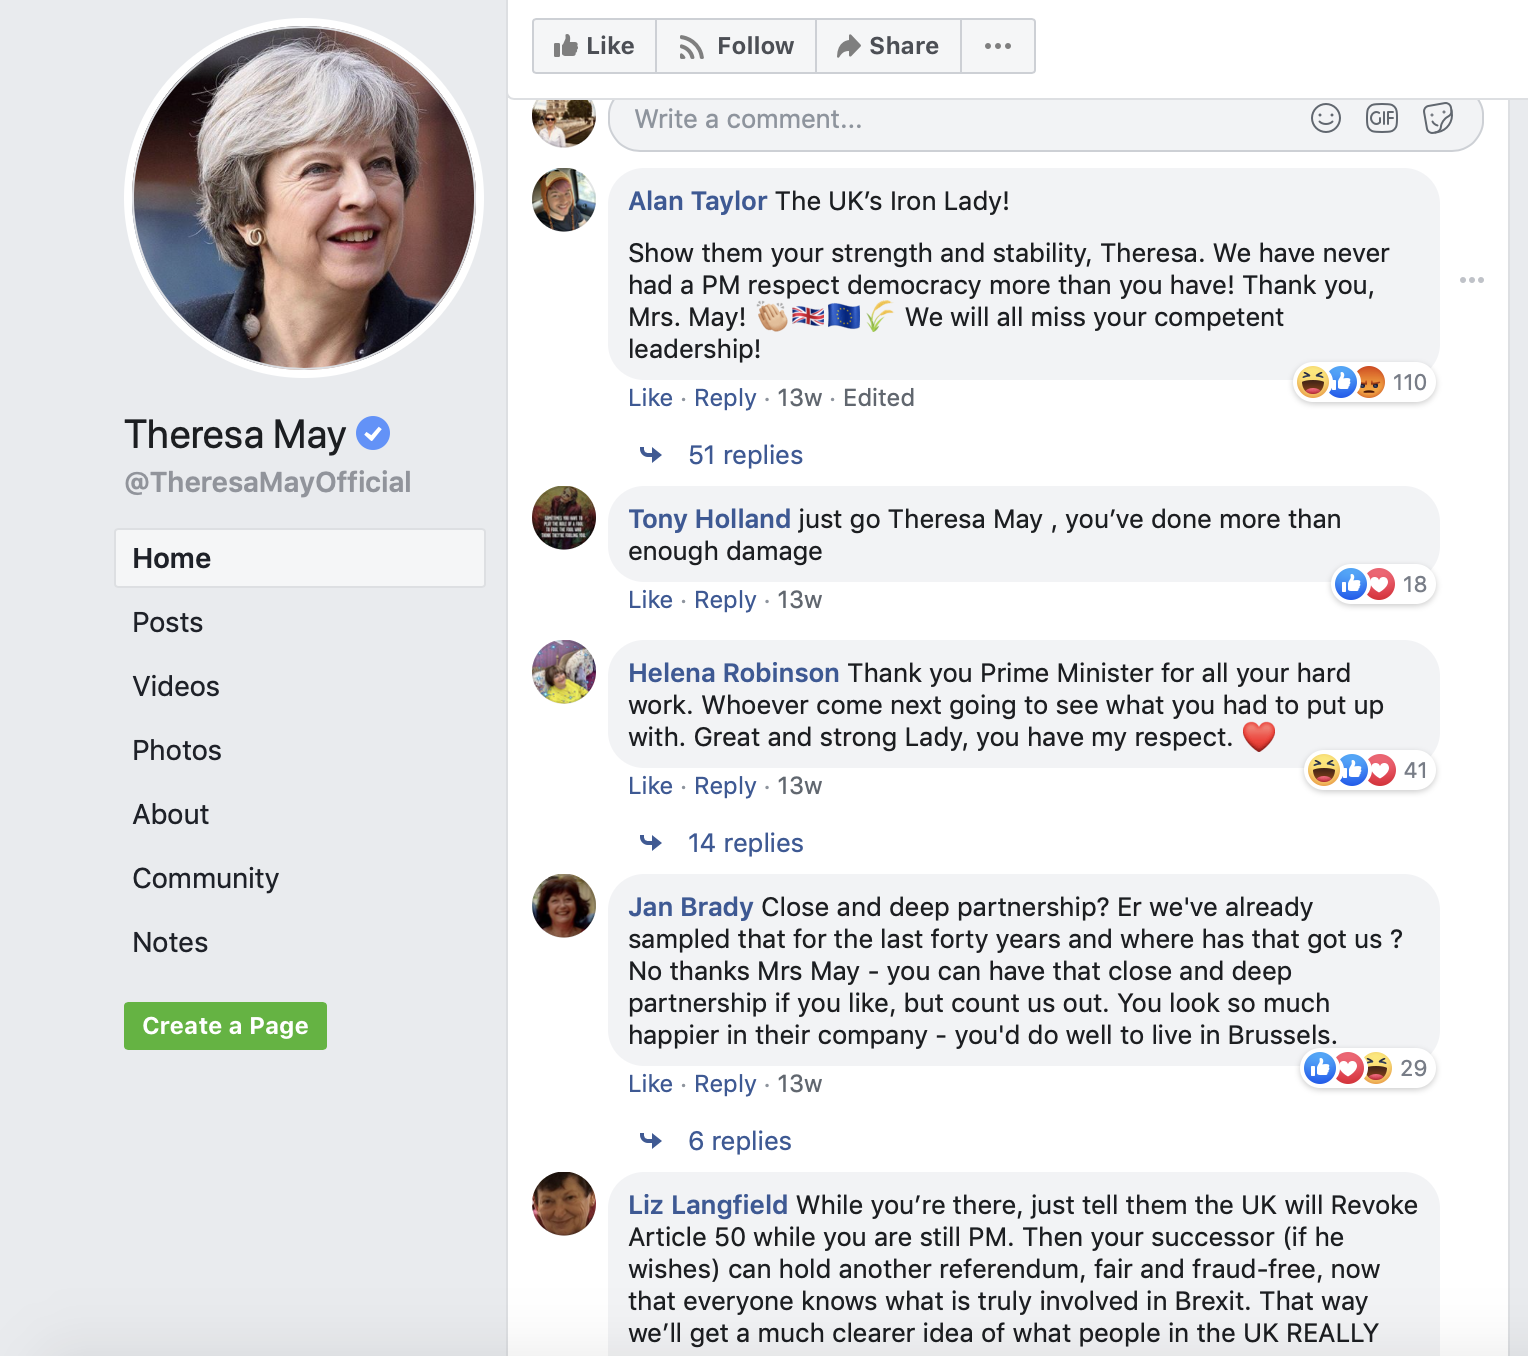 Like
Follow
Share
Write a comment...
GIF
Theresa May
@TheresaMayOfficial
Home
Posts
Videos
Photos
About
Community
Notes
Create a Page
Alan Taylor The UK’s Iron Lady!
Show them your strength and stability, Theresa. We have never
had a PM respect democracy more than you have! Thank you,
Mrs. May! 👏🏼🇬🇧🇪🇺🌾 We will all miss your competent
leadership!
110
Like · Reply · 13w · Edited
51 replies
Tony Holland just go Theresa May , you’ve done more than
enough damage
18
Like · Reply · 13w
Helena Robinson Thank you Prime Minister for all your hard
work. Whoever come next going to see what you had to put up
with. Great and strong Lady, you have my respect. ❤️
41
Like · Reply · 13w
14 replies
Jan Brady Close and deep partnership? Er we've already
sampled that for the last forty years and where has that got us ?
No thanks Mrs May - you can have that close and deep
partnership if you like, but count us out. You look so much
happier in their company - you'd do well to live in Brussels.
29
Like · Reply · 13w
6 replies
Liz Langfield While you’re there, just tell them the UK will Revoke
Article 50 while you are still PM. Then your successor (if he
wishes) can hold another referendum, fair and fraud-free, now
that everyone knows what is truly involved in Brexit. That way
we’ll get a much clearer idea of what people in the UK REALLY